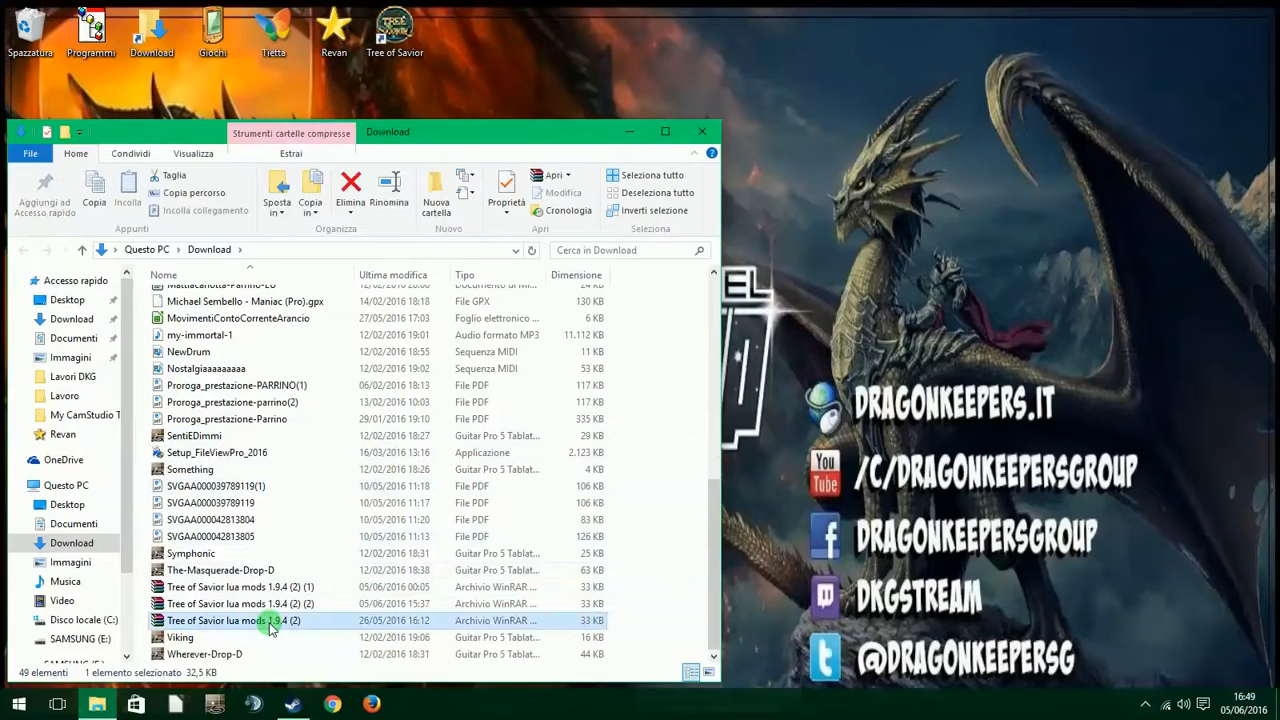 Spazzatura
Programmi
Download
Giochi
Tietta
Revan
Tree of Savior
Strumenti cartelle compresse
Download
File
Home
Condividi
Visualizza
Estrai
Aggiungi ad Accesso rapido
Copia
Incolla
Taglia
Copia percorso
Incolla collegamento
Appunti
Sposta in
Copia in
Elimina
Rinomina
Organizza
Nuova cartella
Nuovo
Proprietà
Apri
Modifica
Cronologia
Apri
Seleziona tutto
Deseleziona tutto
Inverti selezione
Seleziona
Questo PC > Download >
Cerca in Download
Accesso rapido
Desktop
Download
Documenti
Immagini
Lavori DKG
Lavoro
My CamStudio T
Revan
OneDrive
Questo PC
Desktop
Documenti
Download
Immagini
Musica
Video
Disco locale (C:)
SAMSUNG (E:)
Nome Ultima modifica Tipo Dimensione
Michael Sembello - Maniac (Pro).gpx 14/02/2016 18:18 File GPX 130 KB
MovimentiContoCorrenteArancio 27/05/2016 17:03 Foglio elettronico ... 6 KB
my-immortal-1 12/02/2016 19:01 Audio formato MP3 11.112 KB
NewDrum 12/02/2016 18:55 Sequenza MIDI 11 KB
Nostalgiaaaaaaaa 12/02/2016 19:02 Sequenza MIDI 53 KB
Proroga_prestazione-PARRINO(1) 06/02/2016 18:13 File PDF 117 KB
Proroga_prestazione-parrino(2) 13/02/2016 10:03 File PDF 117 KB
Proroga_prestazione-Parrino 29/01/2016 19:10 File PDF 335 KB
SentiEDimmi 12/02/2016 18:27 Guitar Pro 5 Tablat... 29 KB
Setup_FileViewPro_2016 16/03/2016 13:16 Applicazione 2.123 KB
Something 12/02/2016 18:26 Guitar Pro 5 Tablat... 4 KB
SVGAA000039789119(1) 10/05/2016 11:18 File PDF 106 KB
SVGAA000039789119 10/05/2016 11:17 File PDF 106 KB
SVGAA000042813804 10/05/2016 11:20 File PDF 83 KB
SVGAA000042813805 10/05/2016 11:13 File PDF 126 KB
Symphonic 12/02/2016 18:31 Guitar Pro 5 Tablat... 25 KB
The-Masquerade-Drop-D 12/02/2016 18:38 Guitar Pro 5 Tablat... 63 KB
Tree of Savior lua mods 1.9.4 (2) (1) 05/06/2016 00:05 Archivio WinRAR ... 33 KB
Tree of Savior lua mods 1.9.4 (2) (2) 05/06/2016 15:37 Archivio WinRAR ... 33 KB
Tree of Savior lua mods 1.9.4 (2) 26/05/2016 16:12 Archivio WinRAR ... 33 KB
Viking 12/02/2016 19:06 Guitar Pro 5 Tablat... 16 KB
Wherever-Drop-D 12/02/2016 18:31 Guitar Pro 5 Tablat... 44 KB
49 elementi 1 elemento selezionato 32,5 KB
DRAGONKEEPERS.IT
You Tube
/C/DRAGONKEEPERSGROUP
DRAGONKEEPERSGROUP
DKGSTREAM
@DRAGONKEEPERSG
16:49
05/06/2016